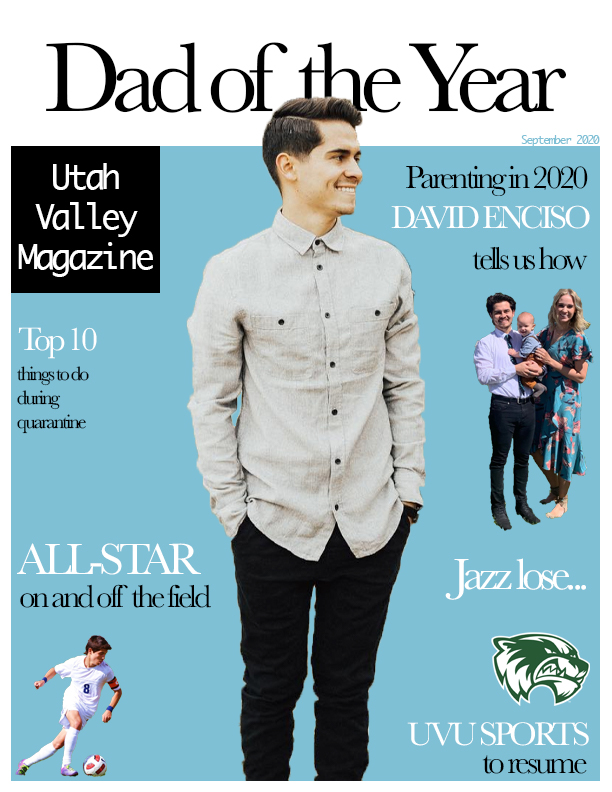 Dad of the Year
September 2020
Utah
Valley
Magazine
Parenting in 2020
DAVID ENCISO
tells us how
Top 10
things to do
during
quarantine
ALL-STAR
on and off the field
8
Jazz lose...
UVU SPORTS
to resume